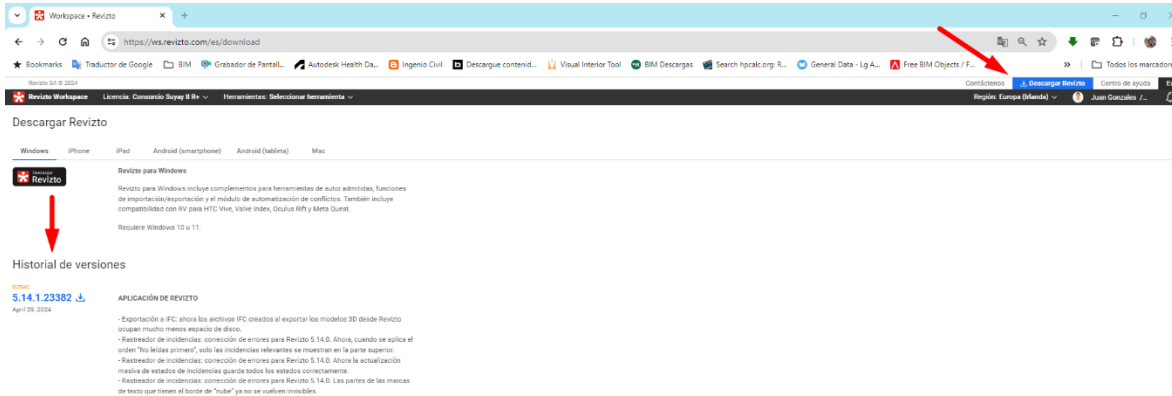 Workspace • Revizto
https://ws.revizto.com/es/download
Bookmarks Traductor de Google BIM Grabador de Pantall... Autodesk Health Da... Ingenio Civil Descargue contenid... Visual Interior Tool BIM Descargas Search hpcalc.org: R... General Data - Lg A... Free BIM Objects / F... » Todos los marcadores
Revizto SA © 2024 Contáctenos Descargar Revizto Centro de ayuda
Revizto Workspace Licencia: Consorcio Suyay II R+ Herramientas: Seleccionar herramienta Región: Europa (Irlanda) Juan Gonzales /...
Descargar Revizto
Windows iPhone iPad Android (smartphone) Android (tableta) Mac
Descargar
Revizto
Revizto para Windows
Revizto para Windows incluye complementos para herramientas de autor admitidas, funciones
de importación/exportación y el módulo de automatización de conflictos. También incluye
compatibilidad con RV para HTC Vive, Valve Index, Oculus Rift y Meta Quest.
Requiere Windows 10 u 11.
Historial de versiones
5.14.1.23382
April 29, 2024
APLICACIÓN DE REVIZTO
- Exportación a IFC: ahora los archivos IFC creados al exportar los modelos 3D desde Revizto
ocupan mucho menos espacio de disco.
- Rastreador de incidencias: corrección de errores para Revizto 5.14.0. Ahora, cuando se aplica el
orden "No leídas primero", solo las incidencias relevantes se muestran en la parte superior.
- Rastreador de incidencias: corrección de errores para Revizto 5.14.0. Ahora la actualización
masiva de estados de incidencias guarda todos los estados correctamente.
- Rastreador de incidencias: corrección de errores para Revizto 5.14.0. Las partes de las marcas
de texto que tienen el borde de "nube" ya no se vuelven invisibles.